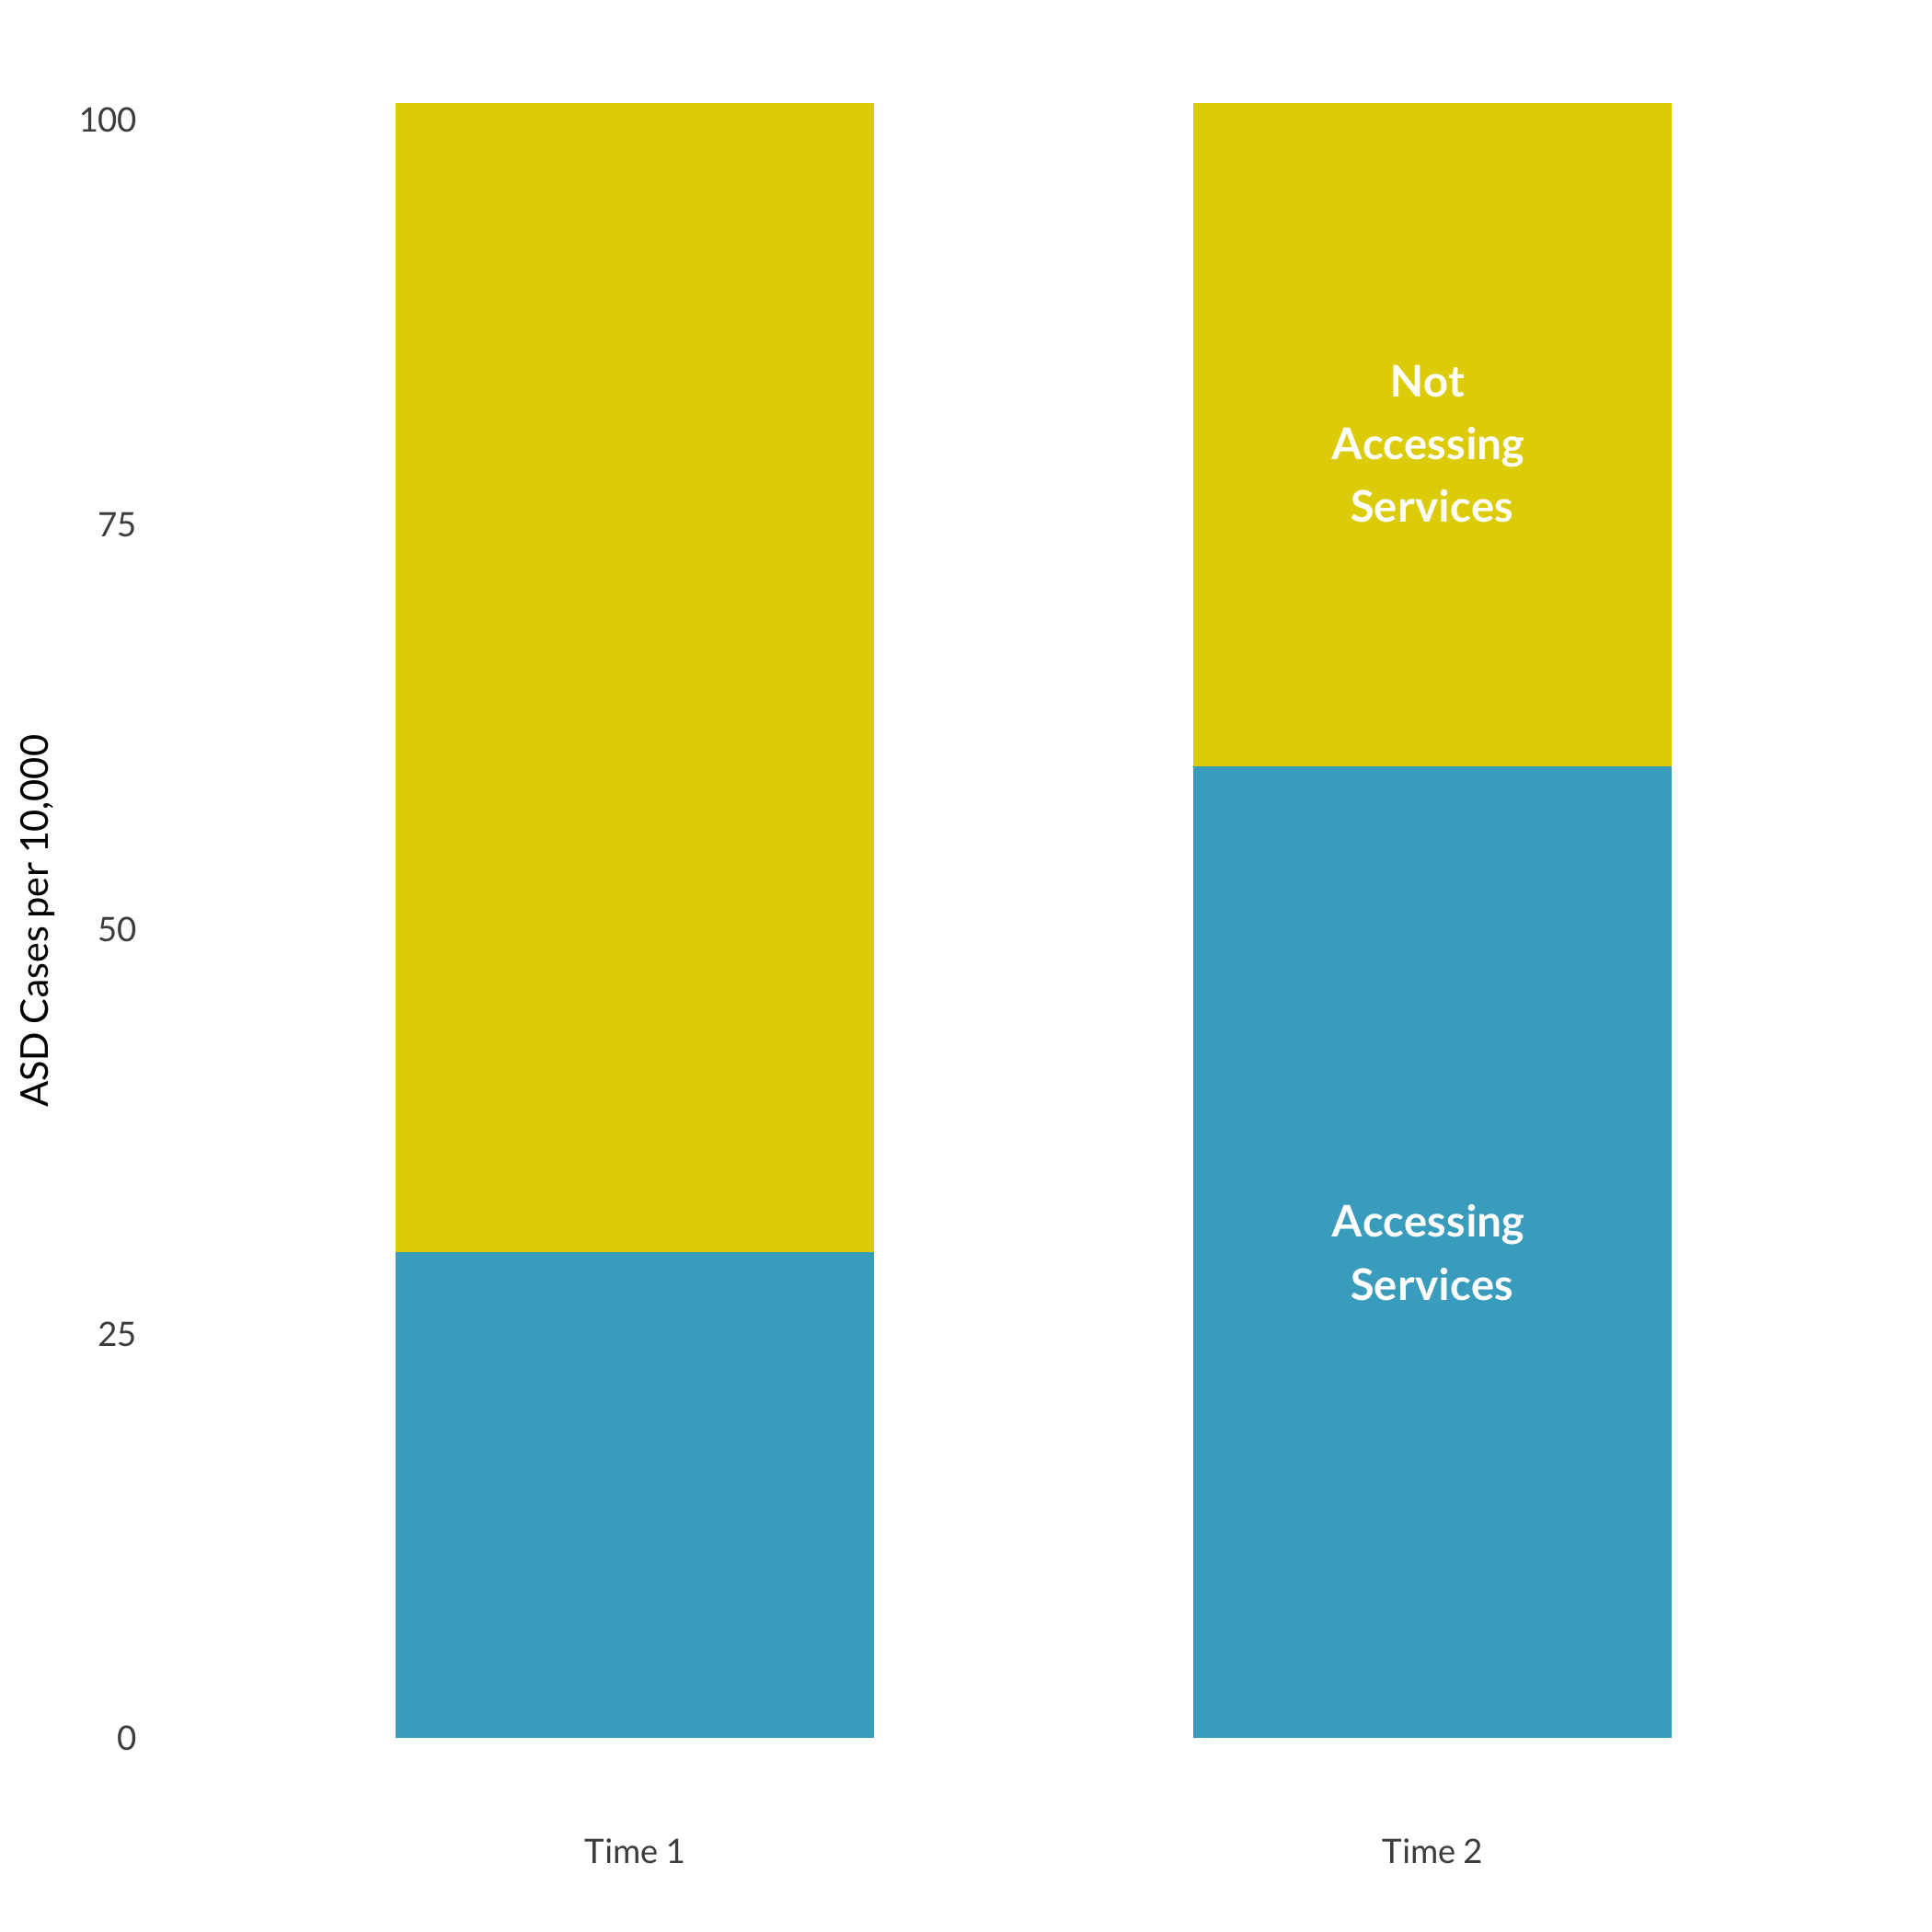 ASD Cases per 10,000
100
75
50
25
0
Not
Accessing
Services
Accessing
Services
Time 1
Time 2